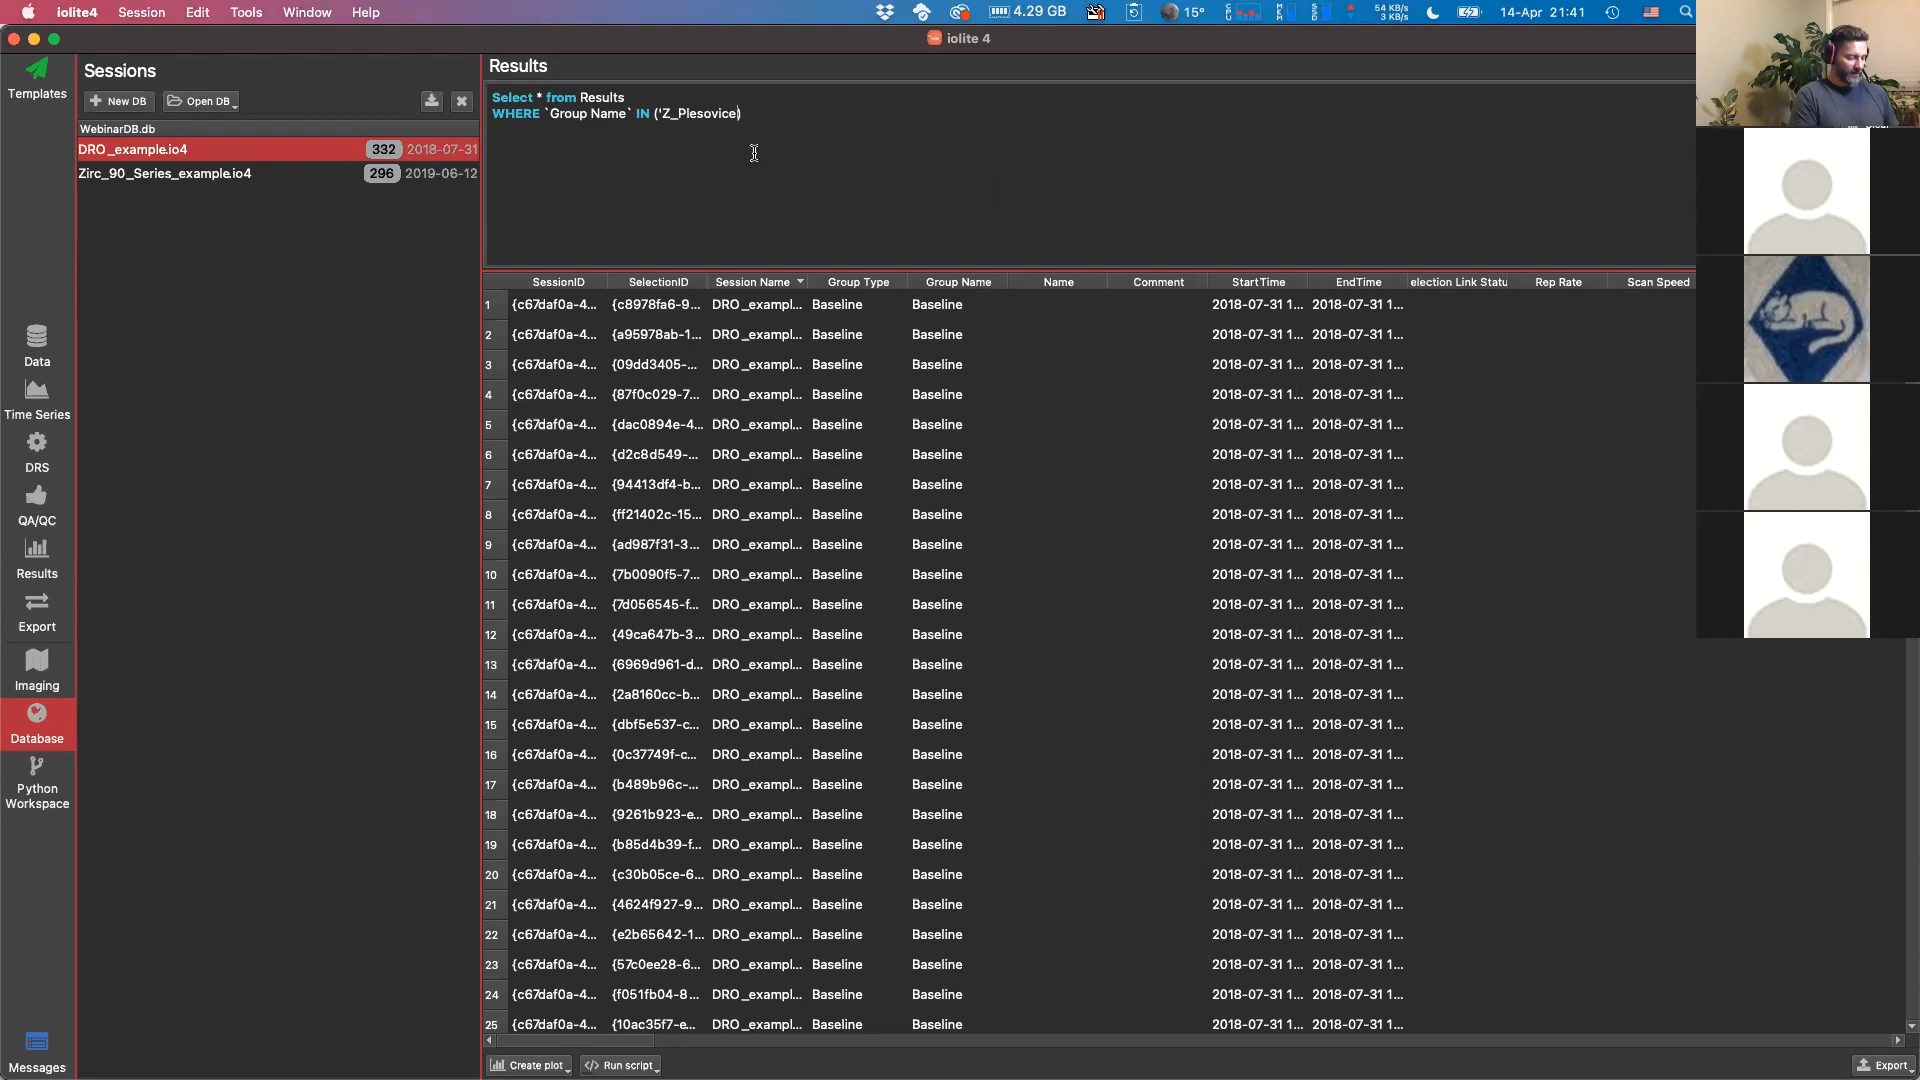 iolite4 Session Edit Tools Window Help 4.29 GB 15° 54 KB/s 3 KB/s 14-Apr 21:41
iolite 4
Templates
Sessions
New DB Open DB
WebinarDB.db
DRO_example.io4 332 2018-07-31
Zirc_90_Series_example.io4 296 2019-06-12
Data
Time Series
DRS
QA/QC
Results
Export
Imaging
Database
Python
Workspace
Messages
Results
Select * from Results
WHERE `Group Name` IN ('Z_Plesovice)
SessionID SelectionID Session Name Group Type Group Name Name Comment StartTime EndTime election Link Statu Rep Rate Scan Speed
1 {c67daf0a-4... {c8978fa6-9... DRO_exampl... Baseline Baseline 2018-07-31 1... 2018-07-31 1...
2 {c67daf0a-4... {a95978ab-1... DRO_exampl... Baseline Baseline 2018-07-31 1... 2018-07-31 1...
3 {c67daf0a-4... {09dd3405-... DRO_exampl... Baseline Baseline 2018-07-31 1... 2018-07-31 1...
4 {c67daf0a-4... {87f0c029-7... DRO_exampl... Baseline Baseline 2018-07-31 1... 2018-07-31 1...
5 {c67daf0a-4... {dac0894e-4... DRO_exampl... Baseline Baseline 2018-07-31 1... 2018-07-31 1...
6 {c67daf0a-4... {d2c8d549-... DRO_exampl... Baseline Baseline 2018-07-31 1... 2018-07-31 1...
7 {c67daf0a-4... {94413df4-b... DRO_exampl... Baseline Baseline 2018-07-31 1... 2018-07-31 1...
8 {c67daf0a-4... {ff21402c-15... DRO_exampl... Baseline Baseline 2018-07-31 1... 2018-07-31 1...
9 {c67daf0a-4... {ad987f31-3... DRO_exampl... Baseline Baseline 2018-07-31 1... 2018-07-31 1...
10 {c67daf0a-4... {7b0090f5-7... DRO_exampl... Baseline Baseline 2018-07-31 1... 2018-07-31 1...
11 {c67daf0a-4... {7d056545-f... DRO_exampl... Baseline Baseline 2018-07-31 1... 2018-07-31 1...
12 {c67daf0a-4... {49ca647b-3... DRO_exampl... Baseline Baseline 2018-07-31 1... 2018-07-31 1...
13 {c67daf0a-4... {6969d961-d... DRO_exampl... Baseline Baseline 2018-07-31 1... 2018-07-31 1...
14 {c67daf0a-4... {2a8160cc-b... DRO_exampl... Baseline Baseline 2018-07-31 1... 2018-07-31 1...
15 {c67daf0a-4... {dbf5e537-c... DRO_exampl... Baseline Baseline 2018-07-31 1... 2018-07-31 1...
16 {c67daf0a-4... {0c37749f-c... DRO_exampl... Baseline Baseline 2018-07-31 1... 2018-07-31 1...
17 {c67daf0a-4... {b489b96c-... DRO_exampl... Baseline Baseline 2018-07-31 1... 2018-07-31 1...
18 {c67daf0a-4... {9261b923-e... DRO_exampl... Baseline Baseline 2018-07-31 1... 2018-07-31 1...
19 {c67daf0a-4... {b85d4b39-f... DRO_exampl... Baseline Baseline 2018-07-31 1... 2018-07-31 1...
20 {c67daf0a-4... {c30b05ce-6... DRO_exampl... Baseline Baseline 2018-07-31 1... 2018-07-31 1...
21 {c67daf0a-4... {4624f927-9... DRO_exampl... Baseline Baseline 2018-07-31 1... 2018-07-31 1...
22 {c67daf0a-4... {e2b65642-1... DRO_exampl... Baseline Baseline 2018-07-31 1... 2018-07-31 1...
23 {c67daf0a-4... {57c0ee28-6... DRO_exampl... Baseline Baseline 2018-07-31 1... 2018-07-31 1...
24 {c67daf0a-4... {f051fb04-8... DRO_exampl... Baseline Baseline 2018-07-31 1... 2018-07-31 1...
25 {c67daf0a-4... {10ac35f7-e... DRO_exampl... Baseline Baseline 2018-07-31 1... 2018-07-31 1...
Create plot Run script Export